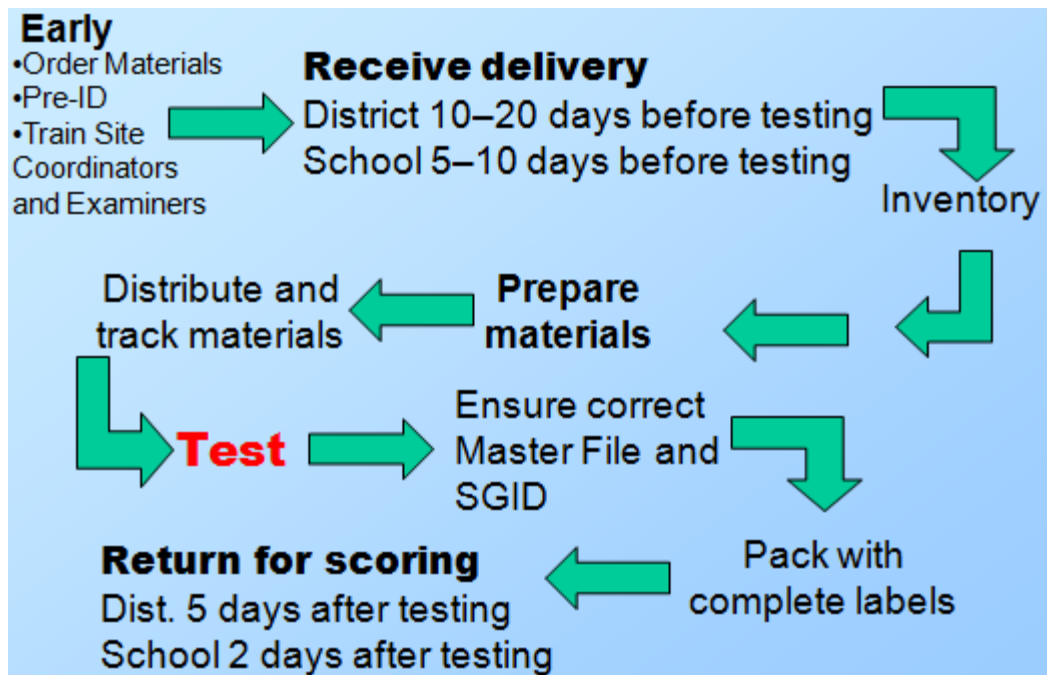 Early
•Order Materials
•Pre-ID
•Train Site
Coordinators
and Examiners
Receive delivery
District 10–20 days before testing
School 5–10 days before testing
Inventory
Prepare
materials
Distribute and
track materials
Test
Ensure correct
Master File and
SGID
Pack with
complete labels
Return for scoring
Dist. 5 days after testing
School 2 days after testing